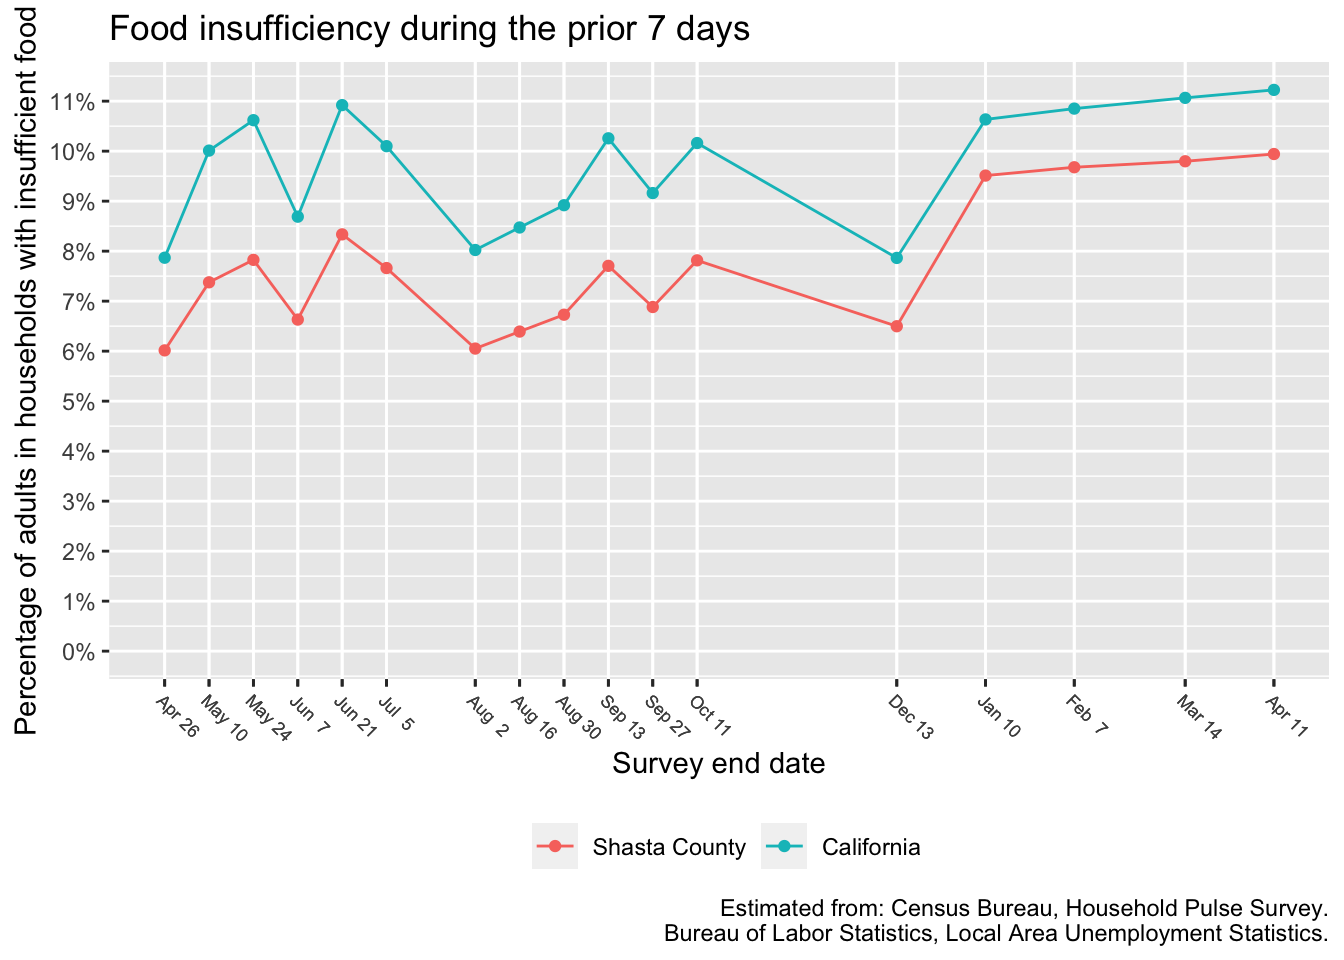 Food insufficiency during the prior 7 days
Percentage of adults in households with insufficient food
11%
10%
9%
8%
7%
6%
5%
4%
3%
2%
1%
0%
Apr 26
May 10
May 24
Jun 7
Jun 21
Jul 5
Aug 2
Aug 16
Aug 30
Sep 13
Sep 27
Oct 11
Dec 13
Jan 10
Feb 7
Mar 14
Apr 11
Survey end date
Shasta County
California
Estimated from: Census Bureau, Household Pulse Survey.
Bureau of Labor Statistics, Local Area Unemployment Statistics.